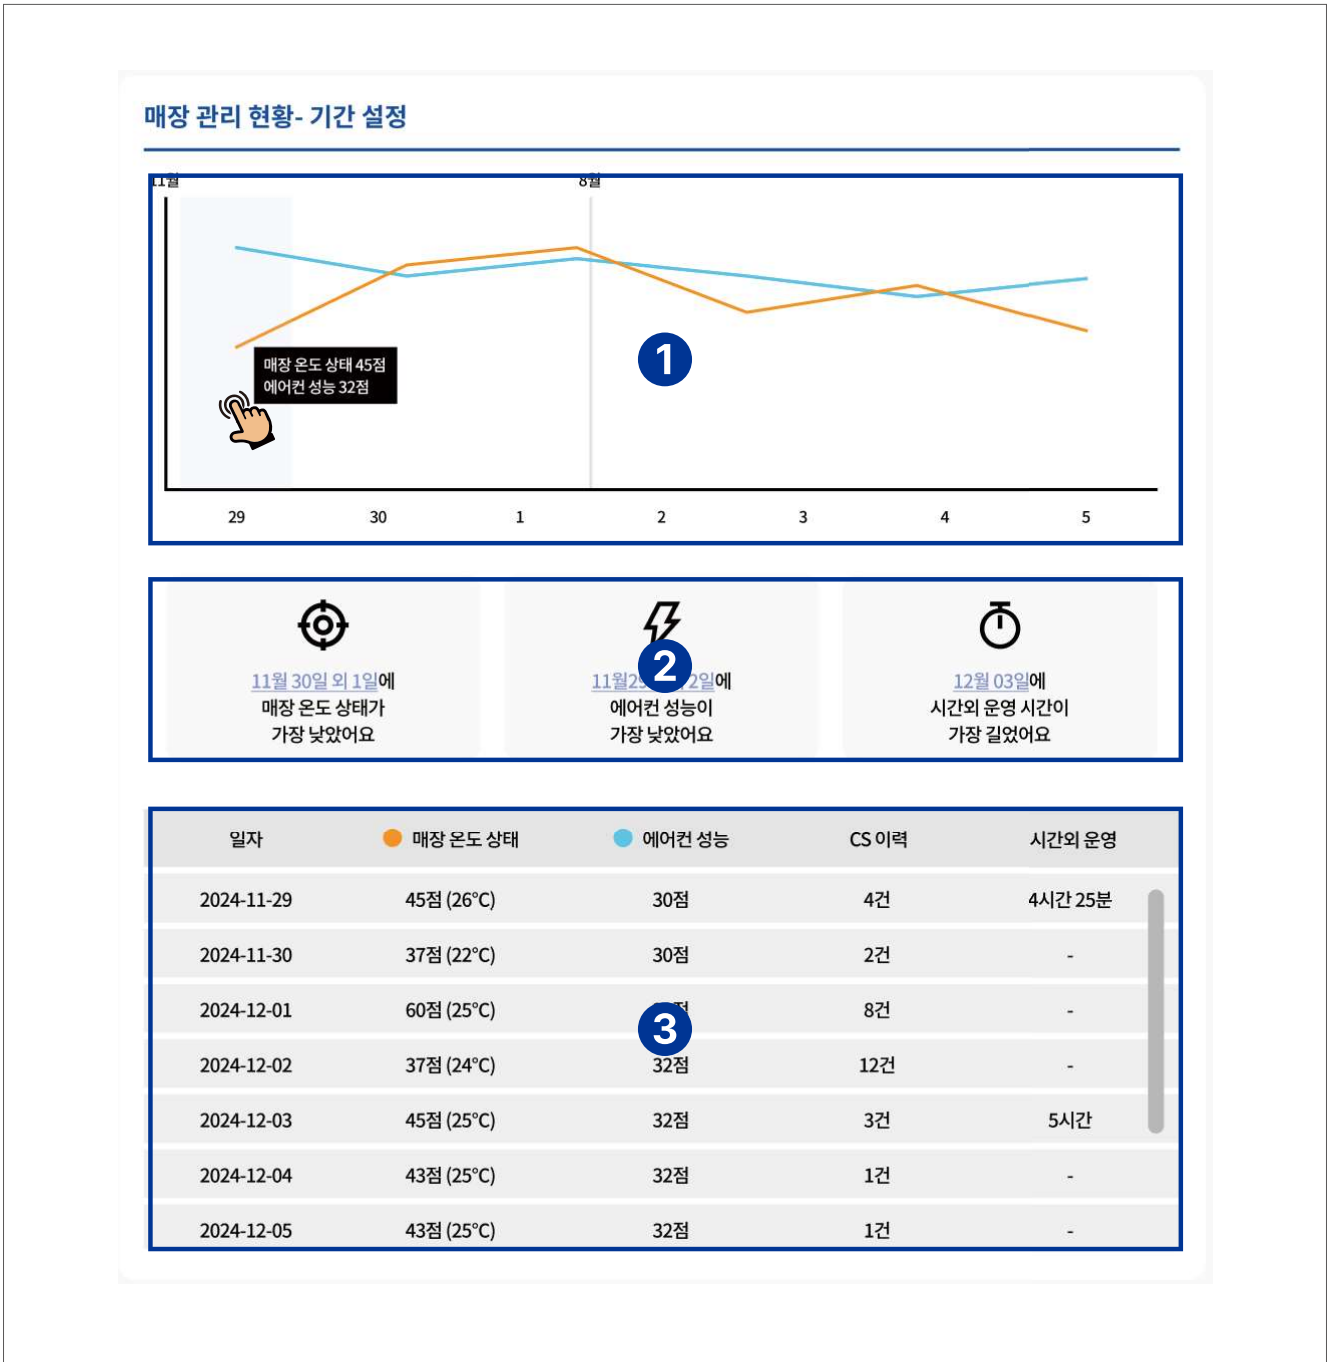 매장 관리 현황- 기간 설정
11월 8월
매장 온도 상태 45점
에어컨 성능 32점
1
29 30 1 2 3 4 5
11월 30일 외 1일에
매장 온도 상태가
가장 낮았어요
2
11월 2일에
에어컨 성능이
가장 낮았어요
12월 03일에
시간외 운영 시간이
가장 길었어요
일자 매장 온도 상태 에어컨 성능 CS 이력 시간외 운영
2024-11-29 45점 (26°C) 30점 4건 4시간 25분
2024-11-30 37점 (22°C) 30점 2건 -
2024-12-01 60점 (25°C) 8건 -
3
2024-12-02 37점 (24°C) 32점 12건 -
2024-12-03 45점 (25°C) 32점 3건 5시간
2024-12-04 43점 (25°C) 32점 1건 -
2024-12-05 43점 (25°C) 32점 1건 -